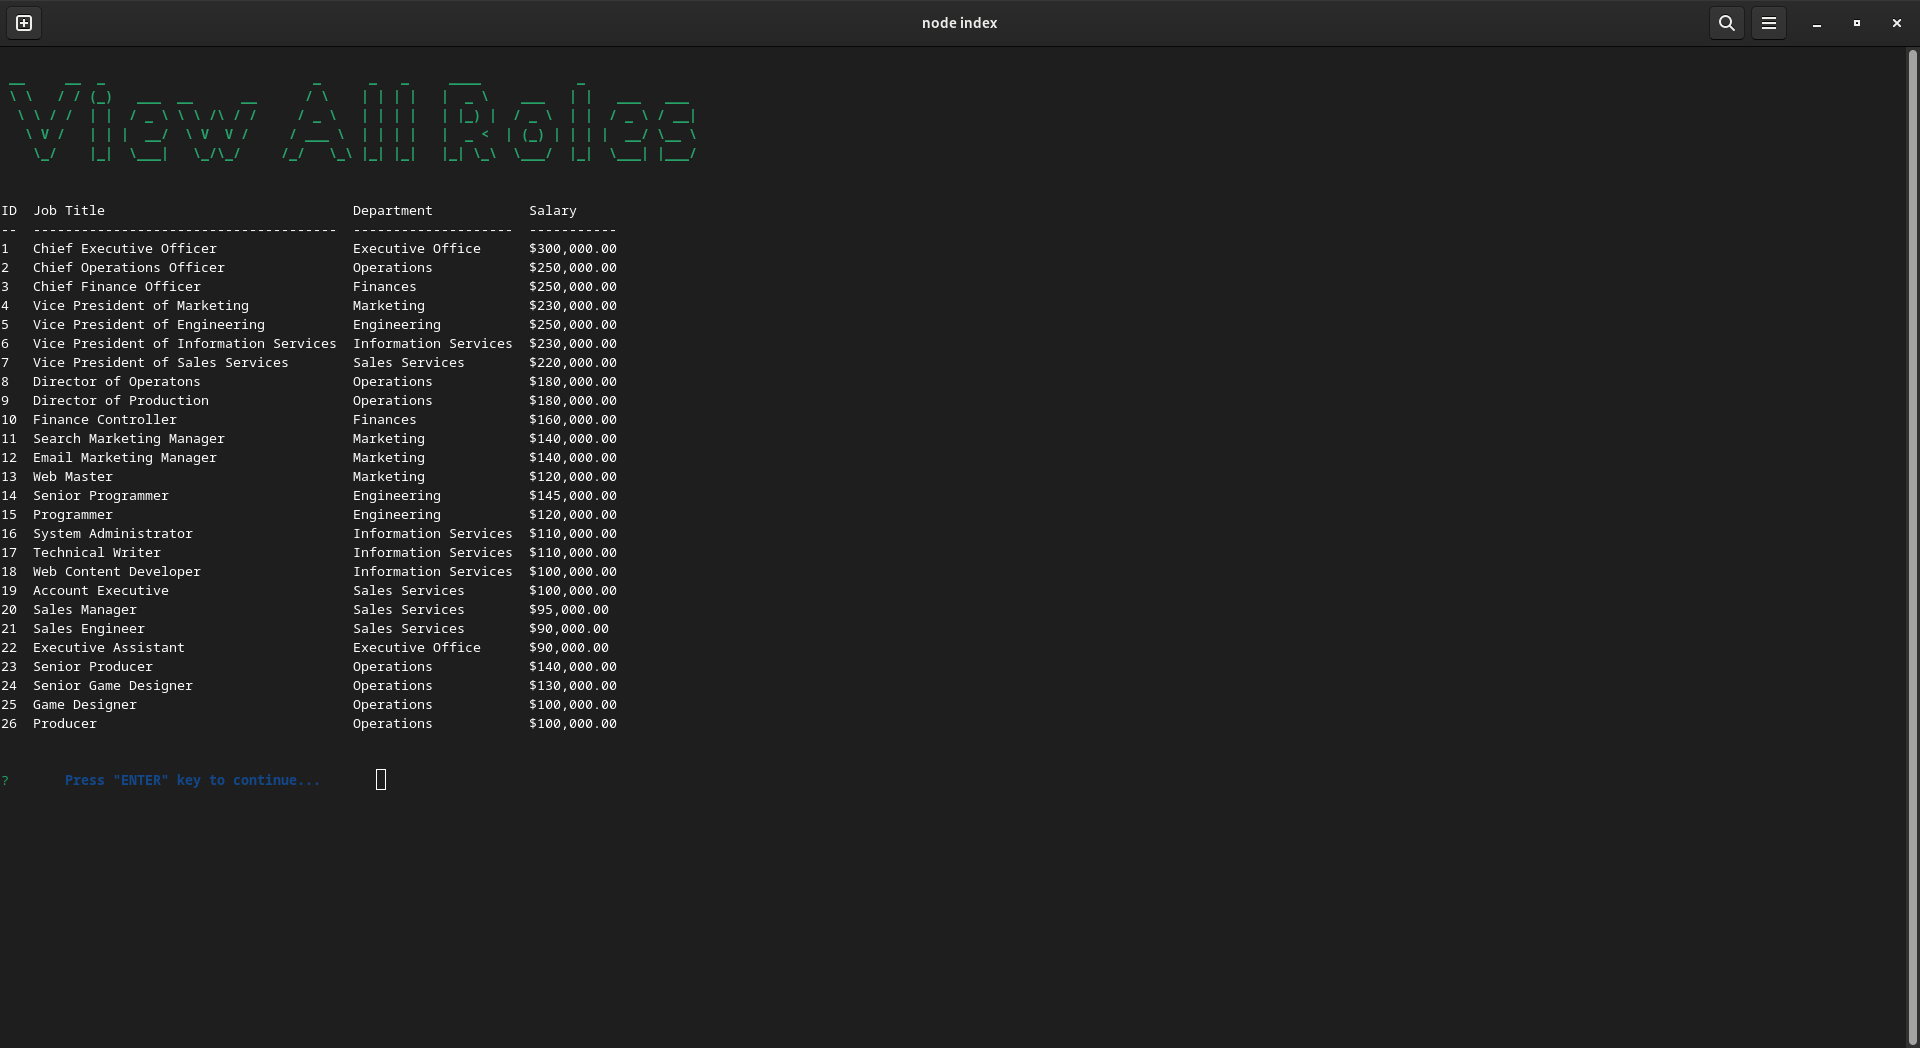 node index
View All Roles
ID  Job Title                               Department            Salary
--  --------------------------------------  --------------------  -----------
1   Chief Executive Officer                 Executive Office      $300,000.00
2   Chief Operations Officer                Operations            $250,000.00
3   Chief Finance Officer                   Finances              $250,000.00
4   Vice President of Marketing             Marketing             $230,000.00
5   Vice President of Engineering           Engineering           $250,000.00
6   Vice President of Information Services  Information Services  $230,000.00
7   Vice President of Sales Services        Sales Services        $220,000.00
8   Director of Operatons                   Operations            $180,000.00
9   Director of Production                  Operations            $180,000.00
10  Finance Controller                      Finances              $160,000.00
11  Search Marketing Manager                Marketing             $140,000.00
12  Email Marketing Manager                 Marketing             $140,000.00
13  Web Master                              Marketing             $120,000.00
14  Senior Programmer                       Engineering           $145,000.00
15  Programmer                              Engineering           $120,000.00
16  System Administrator                    Information Services  $110,000.00
17  Technical Writer                        Information Services  $110,000.00
18  Web Content Developer                   Information Services  $100,000.00
19  Account Executive                       Sales Services        $100,000.00
20  Sales Manager                           Sales Services        $95,000.00
21  Sales Engineer                          Sales Services        $90,000.00
22  Executive Assistant                     Executive Office      $90,000.00
23  Senior Producer                         Operations            $140,000.00
24  Senior Game Designer                    Operations            $130,000.00
25  Game Designer                           Operations            $100,000.00
26  Producer                                Operations            $100,000.00
?       Press "ENTER" key to continue...